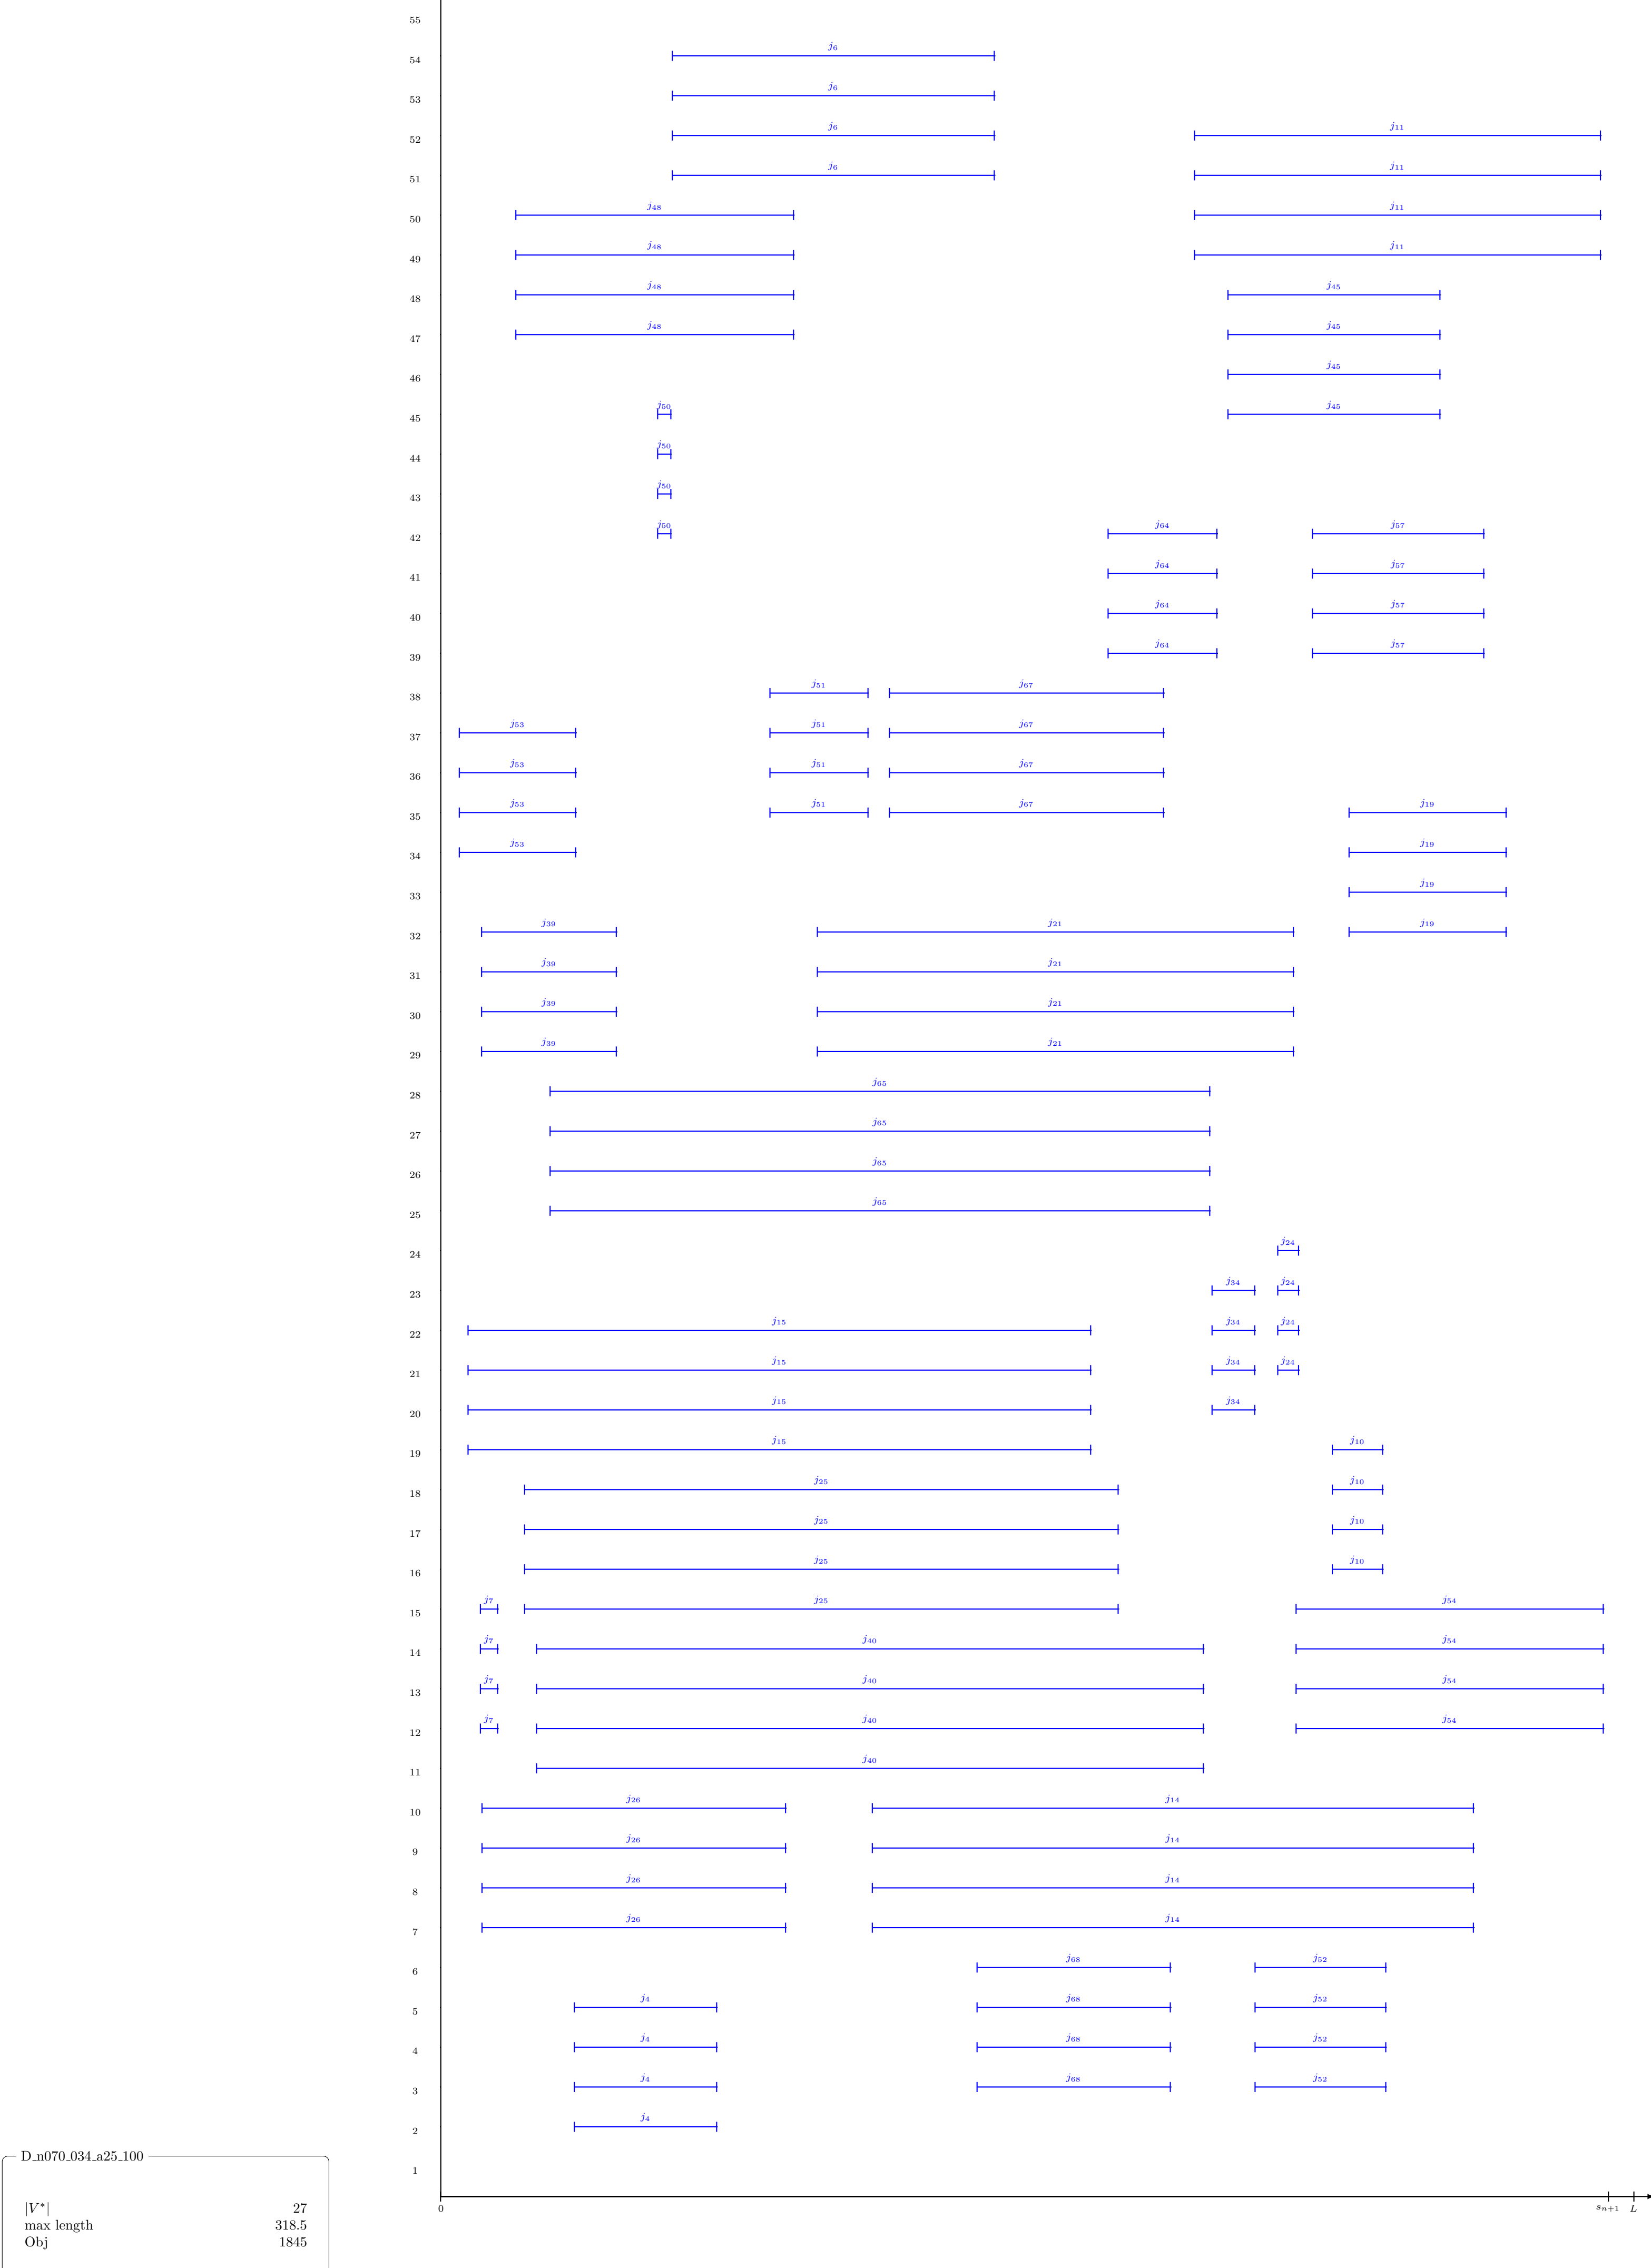 55
j6
54
j6
53
j6 j11
52
j6 j11
51
j48 j11
50
j48 j11
49
j48 j45
48
j48 j45
47
j45
46
j50 j45
45
j50
44
j50
43
j50 j64 j57
42
j64 j57
41
j64 j57
40
j64 j57
39
j51 j67
38
j53 j51 j67
37
j53 j51 j67
36
j53 j51 j67 j19
35
j53 j19
34
j19
33
j39 j21 j19
32
j39 j21
31
j39 j21
30
j39 j21
29
j65
28
j65
27
j65
26
j65
25
j24
24
j34 j24
23
j15 j34 j24
22
j15 j34 j24
21
j15 j34
20
j15 j10
19
j25 j10
18
j25 j10
17
j25 j10
16
j7 j25 j54
15
j7 j40 j54
14
j7 j40 j54
13
j7 j40 j54
12
j40
11
j26 j14
10
j26 j14
9
j26 j14
8
j26 j14
7
j68 j52
6
j4 j68 j52
5
j4 j68 j52
4
j4 j68 j52
3
j4
2
1
0 sn+1 L
D_n070_034_a25_100
|V*| 27
max length 318.5
Obj 1845